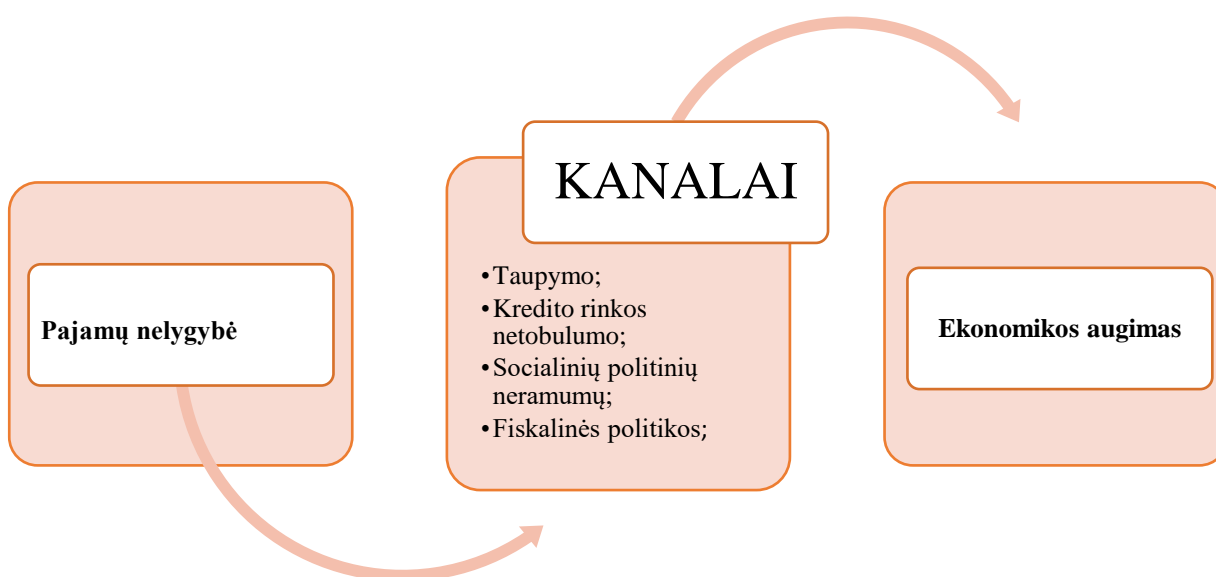 Pajamų nelygybė
KANALAI
•Taupymo;
•Kredito rinkos
netobulumo;
•Socialinių politinių
neramumų;
•Fiskalinės politikos;
Ekonomikos augimas